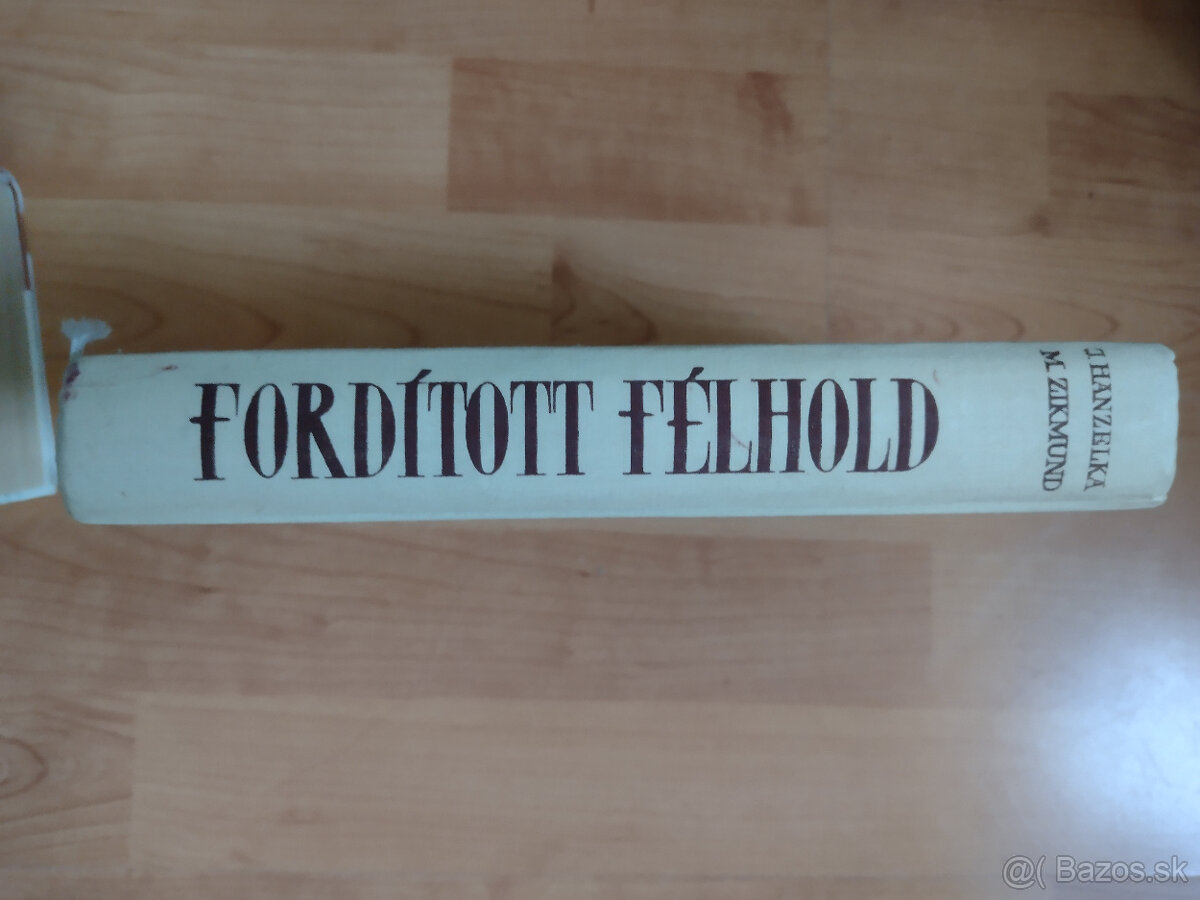 FORDÍTOTT FÉLHOLD
J. HANZELKA
M. ZIKMUND
@( Bazos.sk